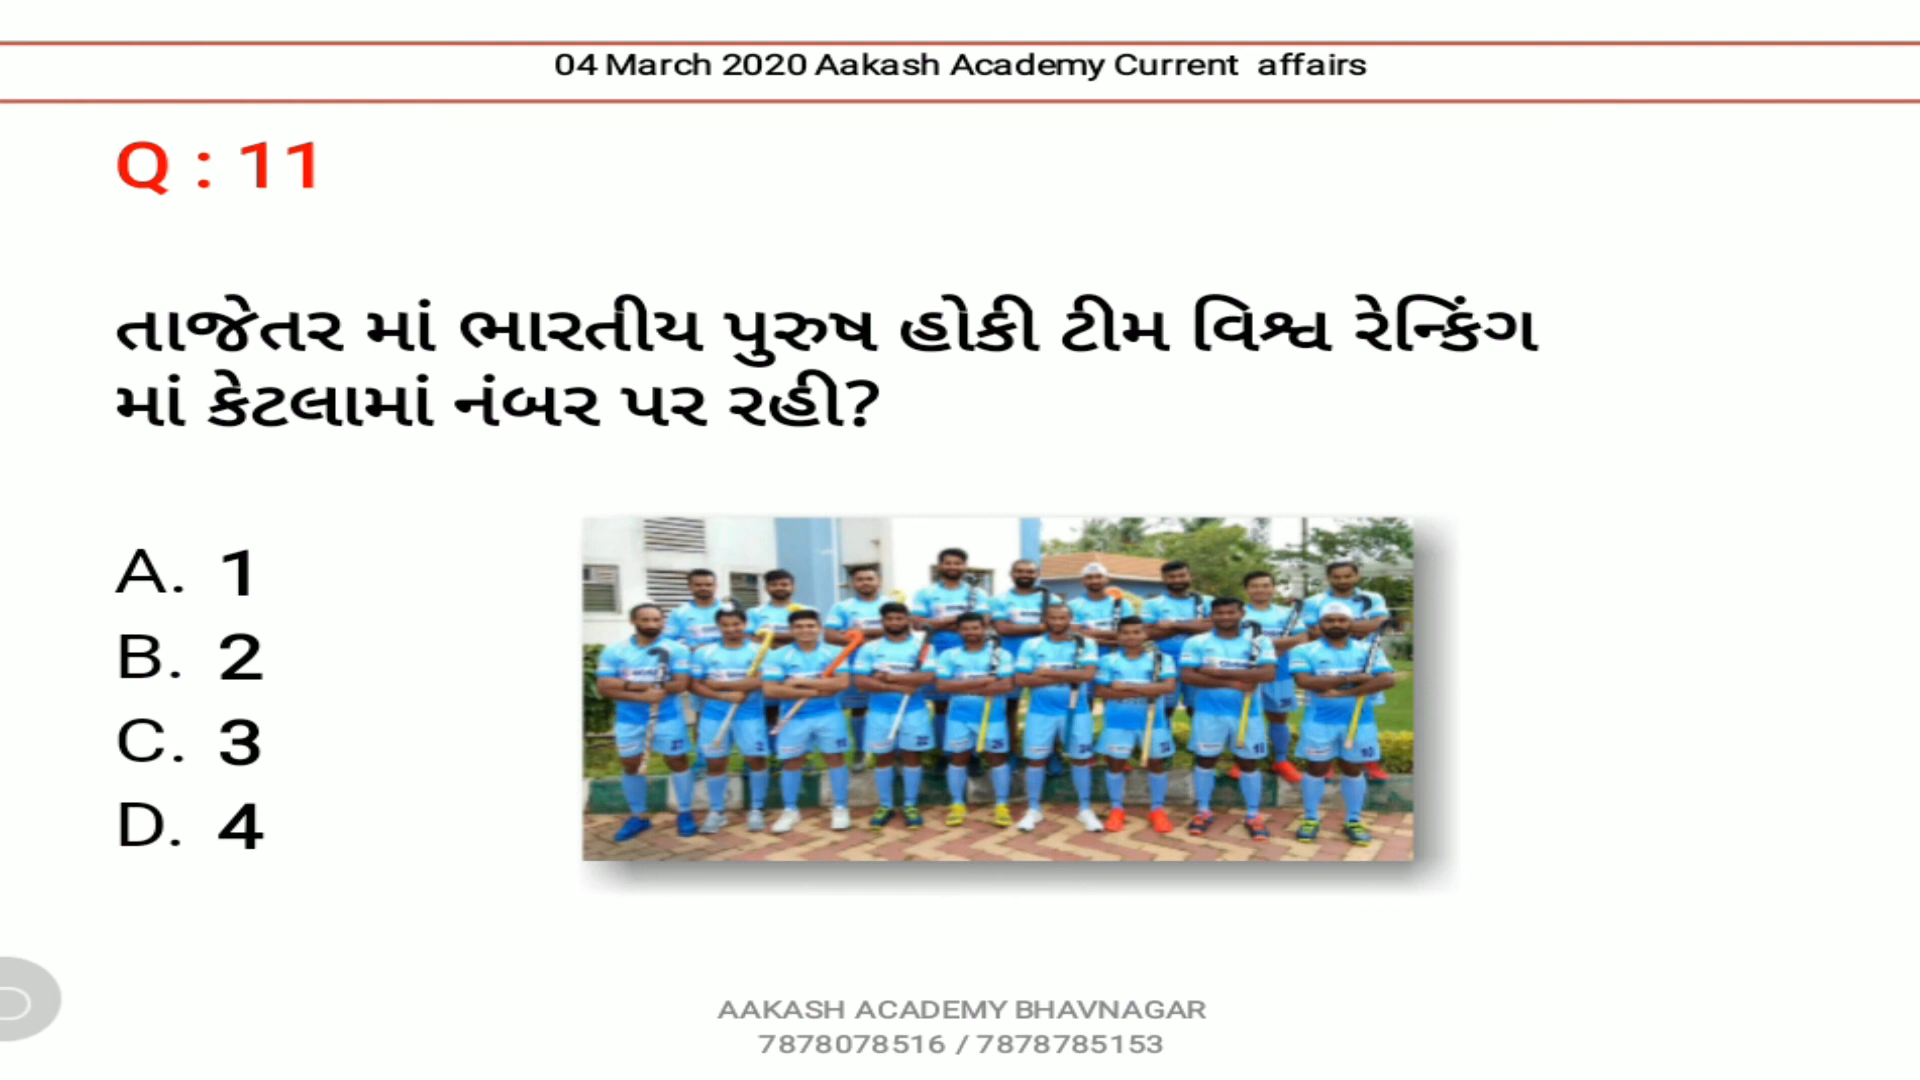 04 March 2020 Aakash Academy Current affairs
Q : 11
તાજેતર માં ભારતીય પુરુષ હોકી ટીમ વિશ્વ રેન્કિંગ
માં કેટલામાં નંબર પર રહી?
A. 1
B. 2
C. 3
D. 4
AAKASH ACADEMY BHAVNAGAR
7878078516 / 7878785153